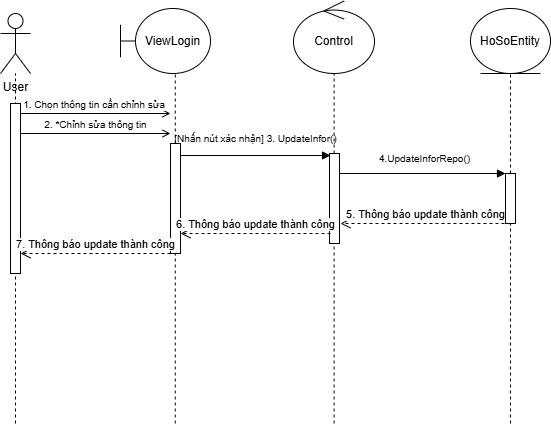 ViewLogin
Control
HoSoEntity
User
1. Chọn thông tin cần chỉnh sửa
2. *Chỉnh sửa thông tin
[Nhấn nút xác nhận] 3. UpdateInfor()
4.UpdateInforRepo()
5. Thông báo update thành công
6. Thông báo update thành công
7. Thông báo update thành công